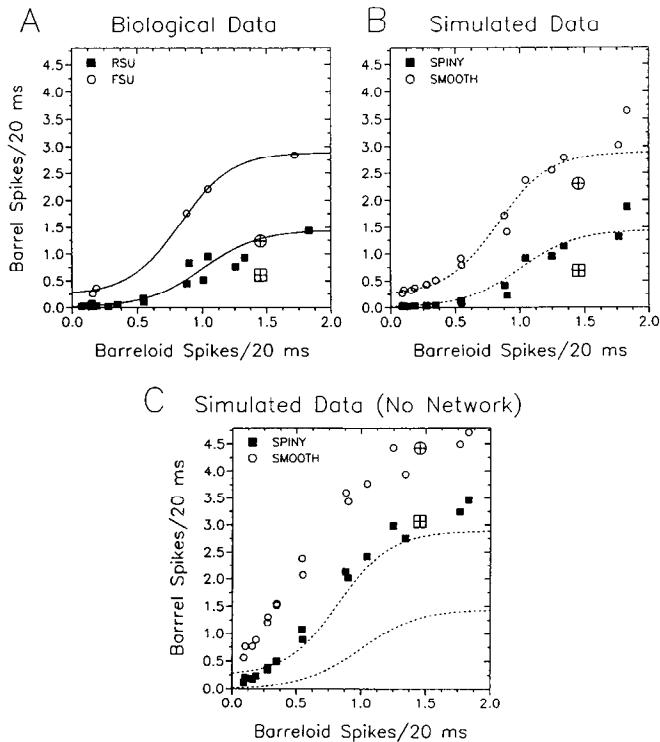 A Biological Data
RSU
FSU
5.0
4.5
4.0
3.5
3.0
2.5
2.0
1.5
1.0
0.5
0.0
Barrel Spikes/20 ms
0.0 0.5 1.0 1.5 2.0
Barreloid Spikes/20 ms
B Simulated Data
SPINY
SMOOTH
5.0
4.5
4.0
3.5
3.0
2.5
2.0
1.5
1.0
0.5
0.0
0.0 0.5 1.0 1.5 2.0
Barreloid Spikes/20 ms
C Simulated Data (No Network)
SPINY
SMOOTH
5.0
4.5
4.0
3.5
3.0
2.5
2.0
1.5
1.0
0.5
0.0
Barrrel Spikes/20 ms
0.0 0.5 1.0 1.5 2.0
Barreloid Spikes/20 ms